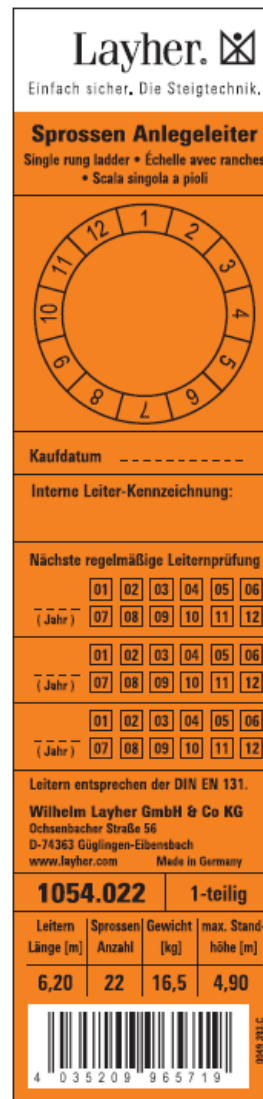 Layher.
Einfach sicher. Die Steigtechnik.
Sprossen Anlegeleiter
Single rung ladder • Échelle avec ranches
• Scala singola a pioli
12 1 2
11 3
10 4
9 5
8 7 6
Kaufdatum
Interne Leiter-Kennzeichnung:
Nächste regelmäßige Leiternprüfung
01 02 03 04 05 06
(Jahr) 07 08 09 10 11 12
01 02 03 04 05 06
(Jahr) 07 08 09 10 11 12
01 02 03 04 05 06
(Jahr) 07 08 09 10 11 12
Leitern entsprechen der DIN EN 131.
Wilhelm Layher GmbH & Co KG
Ochsenbacher Straße 56
D-74363 Güglingen-Eibensbach
www.layher.com Made in Germany
1054.022 1-teilig
Leitern Sprossen Gewicht max. Stand-
Länge [m] Anzahl [kg] höhe [m]
6,20 22 16,5 4,90
4 035209 965719